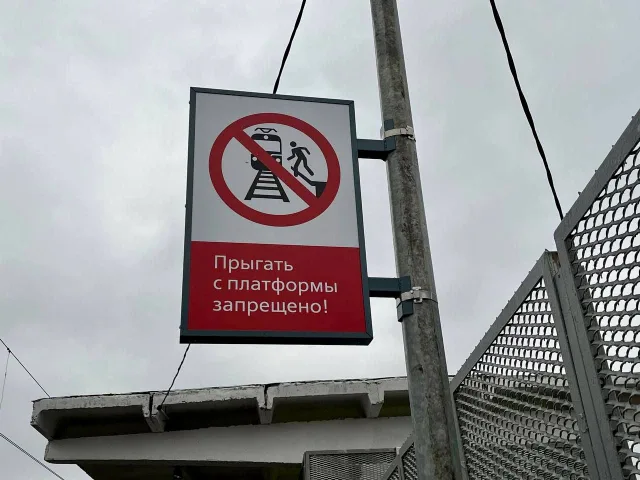 Прыгать
с платформы
запрещено!